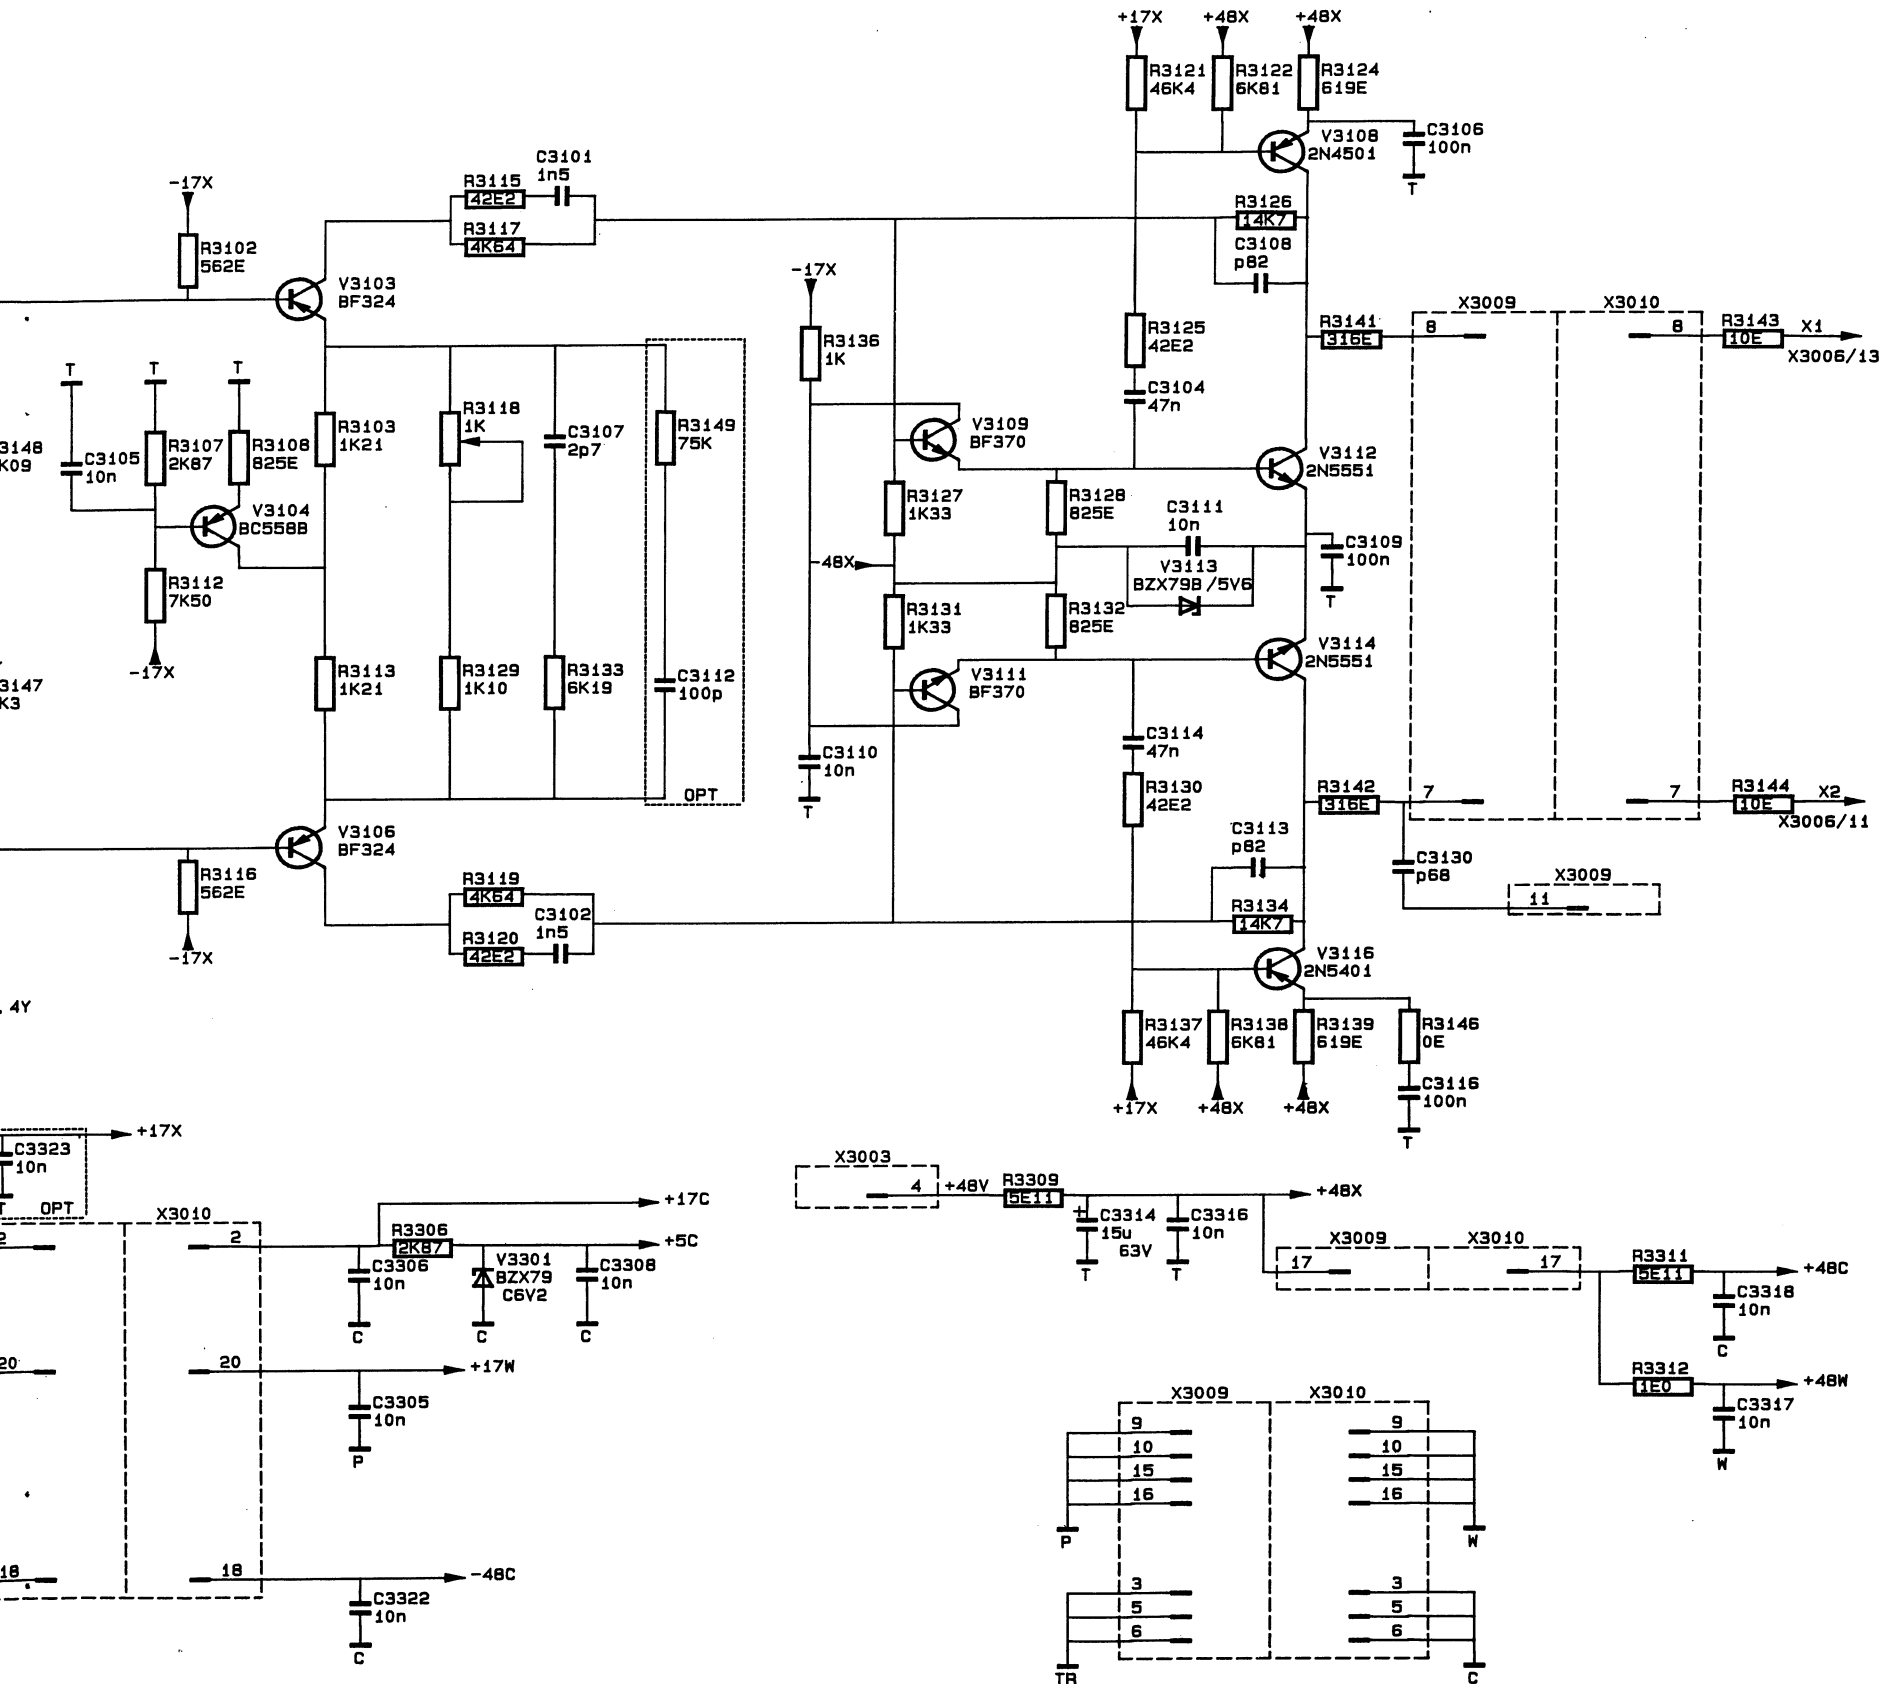 +17X +48X +48X
R3121 46K4
R3122 6K81
R3124 619E
V3108 2N4501
C3106 100n
T
C3101 1n5
R3115 42E2
R3117 4K64
-17X
R3102 562E
V3103 BF324
R3126 14K7
C3108 p82
-17X
R3136 1K
R3125 42E2
C3104 47n
R3141 316E
X3009 X3010
8 8
R3143 10E
X1
X3006/13
T T T
3148 K09
C3105 10n
R3107 2K87
R3108 825E
R3103 1K21
R3118 1K
C3107 2p7
R3149 75K
V3109 BF370
V3112 2N5551
V3104 BC558B
R3127 1K33
R3128 825E
C3111 10n
C3109 100n
T
-48X
V3113
BZX79B/5V6
R3112 7K50
-17X
R3131 1K33
R3132 825E
V3114 2N5551
3147 K3
R3113 1K21
R3129 1K10
R3133 6K19
C3112 100p
V3111 BF370
C3110 10n
T
OPT
C3114 47n
R3130 42E2
R3142 316E
7 7
R3144 10E
X2
X3006/11
V3106 BF324
C3113 p82
C3130 p68
X3009
11
R3116 562E
-17X
R3119 4K64
C3102 1n5
R3120 42E2
R3134 14K7
V3116 2N5401
. 4Y
R3137 46K4
R3138 6K81
R3139 619E
R3146 0E
C3116 100n
T
+17X +48X +48X
+17X
C3323 10n
T OPT
X3010
2 2
R3306 2K87
+17C
+5C
C3306 10n
V3301 BZX79 C6V2
C3308 10n
C C C
20 20
+17W
C3305 10n
P
18 18
-48C
C3322 10n
C
X3003
4 +48V
R3309 5E11
+48X
+ C3314 15u 63V
C3316 10n
T T
X3009 X3010
17 17
R3311 5E11
+48C
C3318 10n
C
R3312 1E0
+48W
C3317 10n
W
X3009 X3010
9 9
10 10
15 15
16 16
P W
3 3
5 5
6 6
TR C